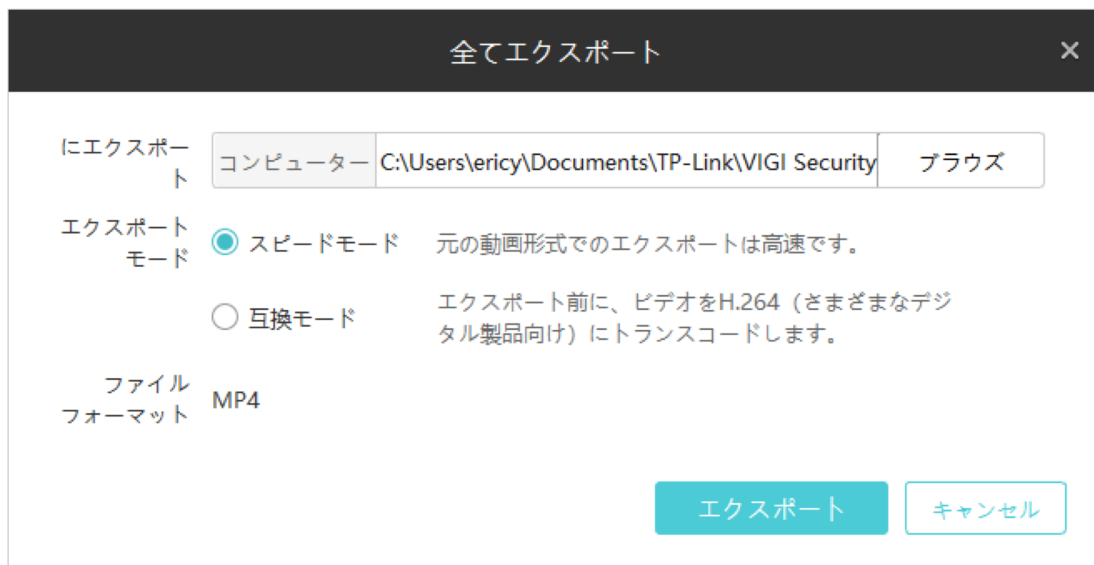 全てエクスポート
にエクスポー
ト
コンピューター C:\Users\ericy\Documents\TP-Link\VIGI Security ブラウズ
エクスポート
モード
スピードモード 元の動画形式でのエクスポートは高速です。
互換モード エクスポート前に、ビデオをH.264（さまざまなデジ
タル製品向け）にトランスコードします。
ファイル
フォーマット
MP4
エクスポート キャンセル